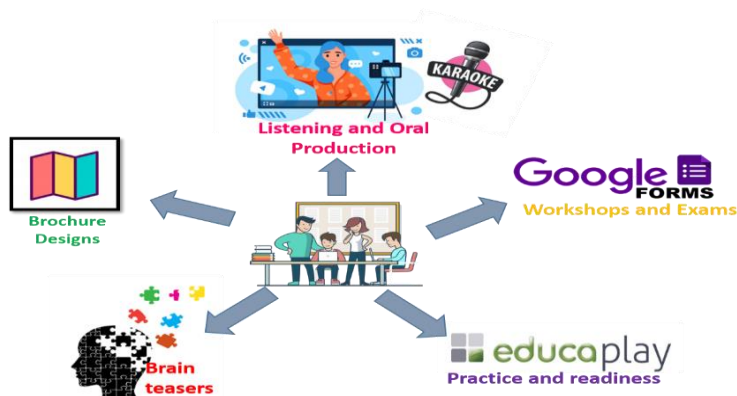 KARAOKE
Listening and Oral
Production
Brochure
Designs
Google
FORMS
Workshops and Exams
Brain
teasers
educaplay
Practice and readiness